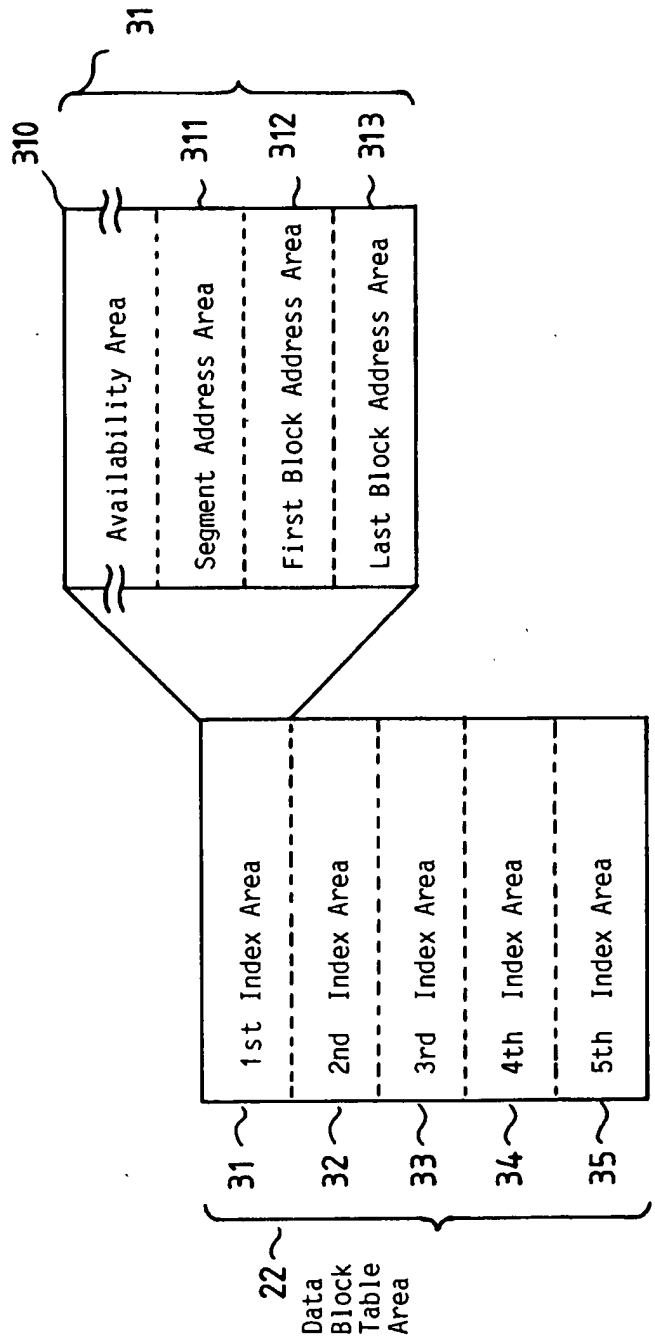 22
Data
Block
Table
Area
31
1st Index Area
32
2nd Index Area
33
3rd Index Area
34
4th Index Area
35
5th Index Area
310
31
Availability Area
311
Segment Address Area
312
First Block Address Area
313
Last Block Address Area